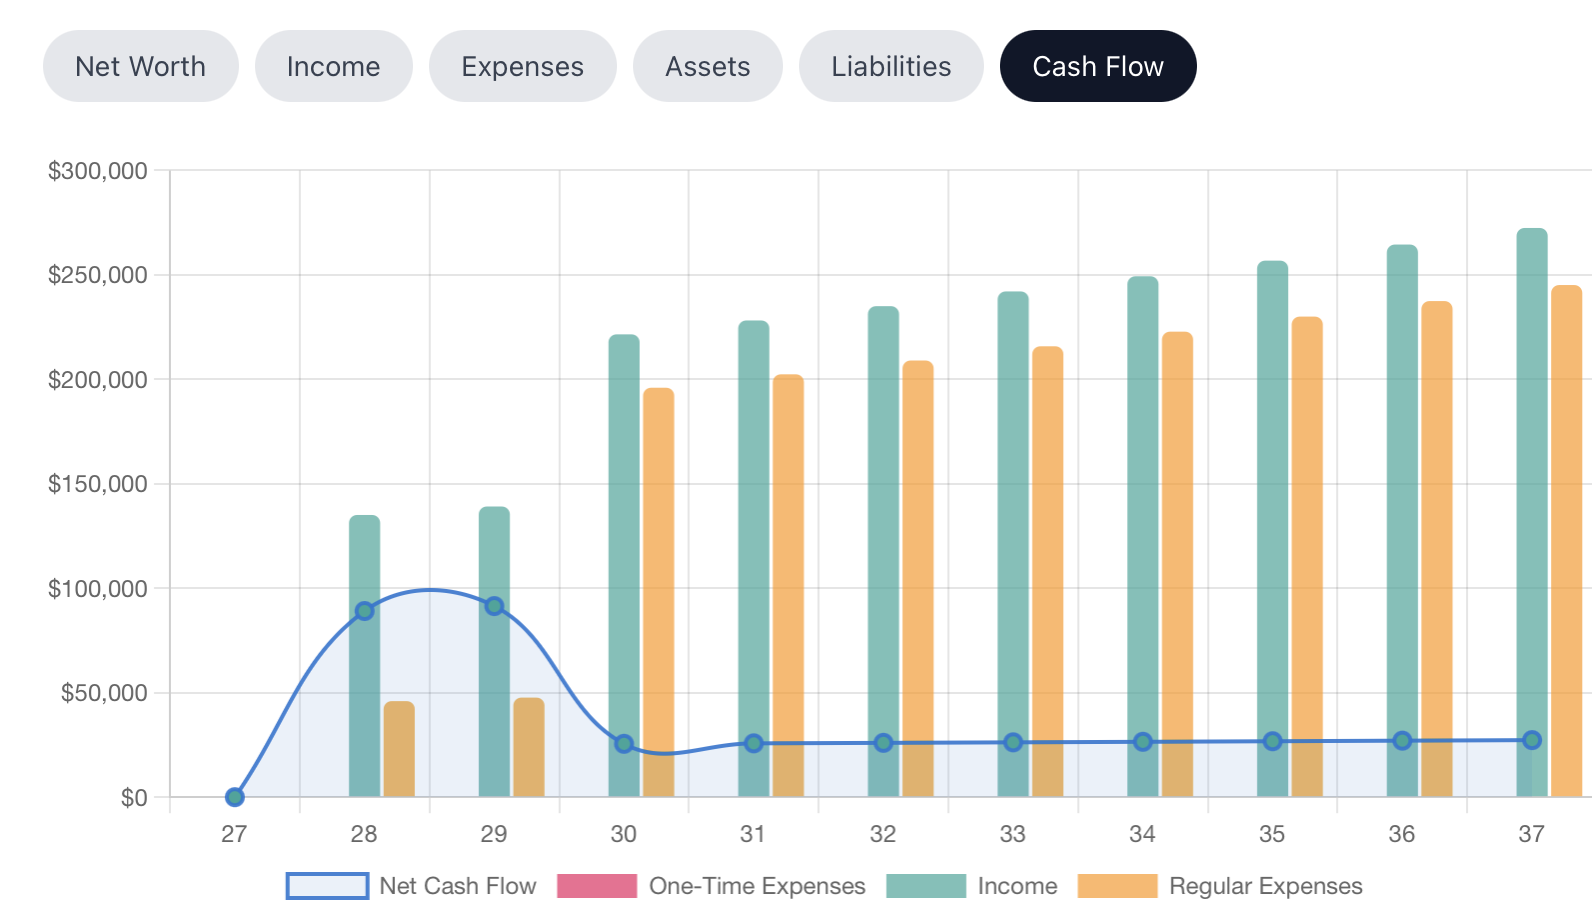 Net Worth Income Expenses Assets Liabilities Cash Flow
$300,000
$250,000
$200,000
$150,000
$100,000
$50,000
$0
27 28 29 30 31 32 33 34 35 36 37
Net Cash Flow One-Time Expenses Income Regular Expenses